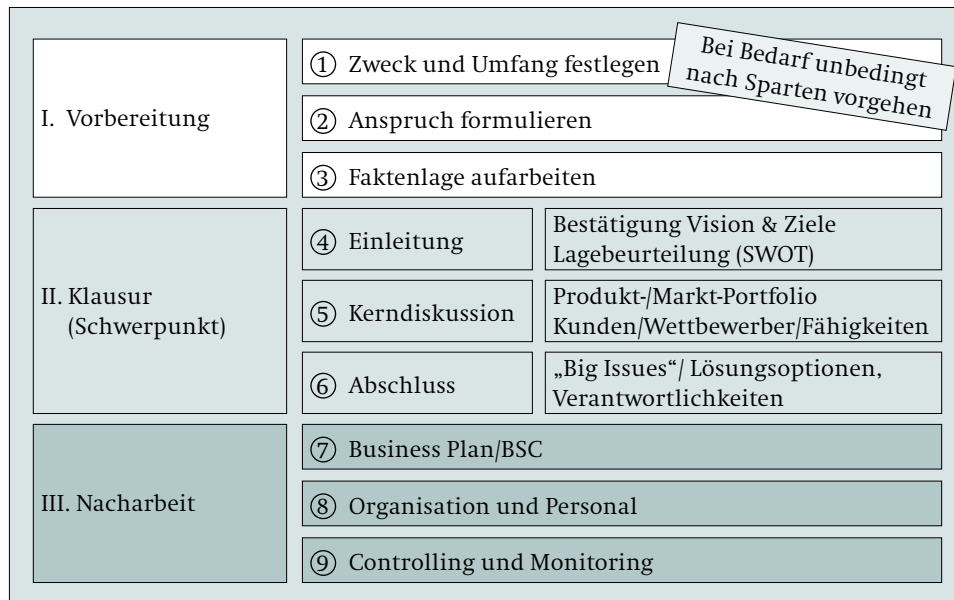 ① Zweck und Umfang festlegen
Bei Bedarf unbedingt
nach Sparten vorgehen
I. Vorbereitung
② Anspruch formulieren
③ Faktenlage aufarbeiten
④ Einleitung
Bestätigung Vision & Ziele
Lagebeurteilung (SWOT)
II. Klausur
(Schwerpunkt)
⑤ Kerndiskussion
Produkt-/Markt-Portfolio
Kunden/Wettbewerber/Fähigkeiten
⑥ Abschluss
„Big Issues“/ Lösungsoptionen,
Verantwortlichkeiten
⑦ Business Plan/BSC
III. Nacharbeit
⑧ Organisation und Personal
⑨ Controlling und Monitoring